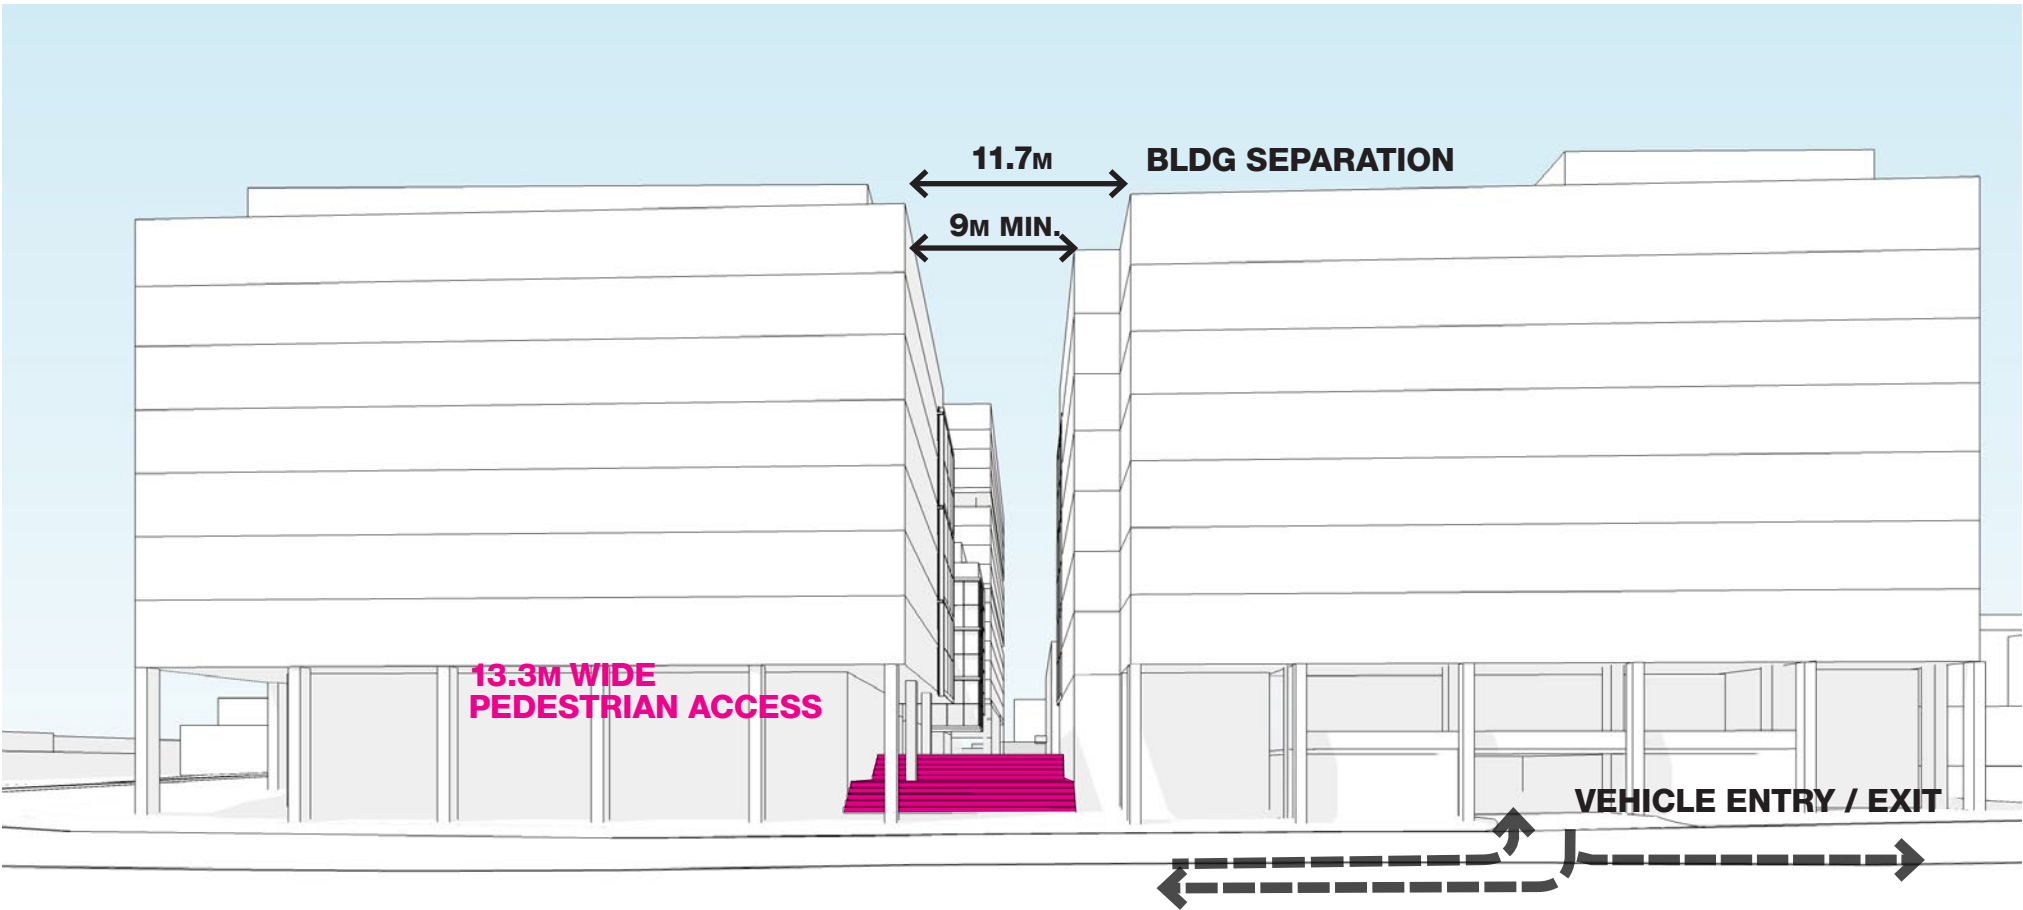 11.7M
BLDG SEPARATION
9M MIN.
13.3M WIDE
PEDESTRIAN ACCESS
VEHICLE ENTRY / EXIT